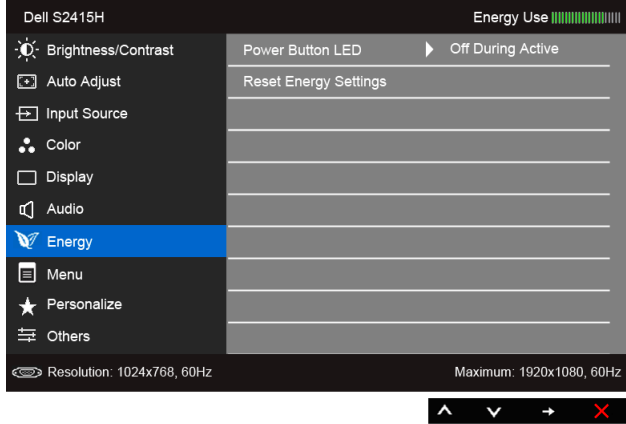 Dell S2415H Energy Use
Brightness/Contrast Power Button LED Off During Active
Auto Adjust Reset Energy Settings
Input Source
Color
Display
Audio
Energy
Menu
Personalize
Others
Resolution: 1024x768, 60Hz Maximum: 1920x1080, 60Hz